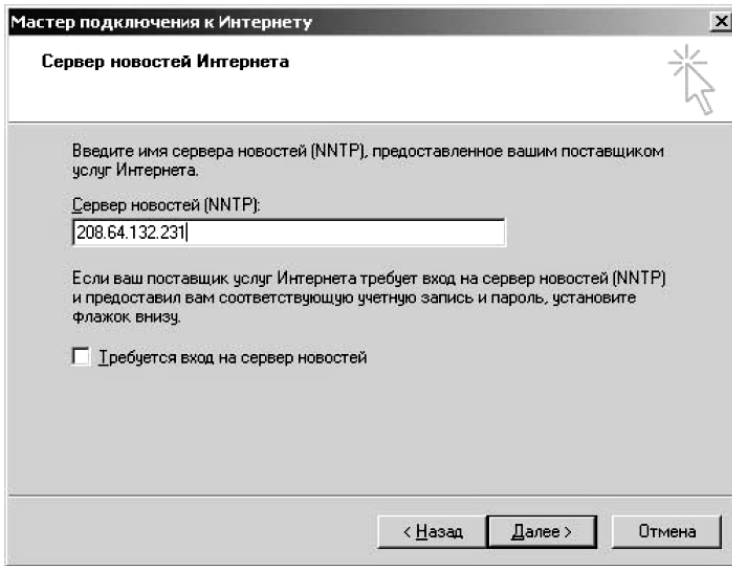 Мастер подключения к Интернету
Сервер новостей Интернета
Введите имя сервера новостей (NNTP), предоставленное вашим поставщиком
услуг Интернета.
Сервер новостей (NNTP):
208.64.132.231
Если ваш поставщик услуг Интернета требует вход на сервер новостей (NNTP)
и предоставил вам соответствующую учетную запись и пароль, установите
флажок внизу.
Требуется вход на сервер новостей
< Назад Далее > Отмена